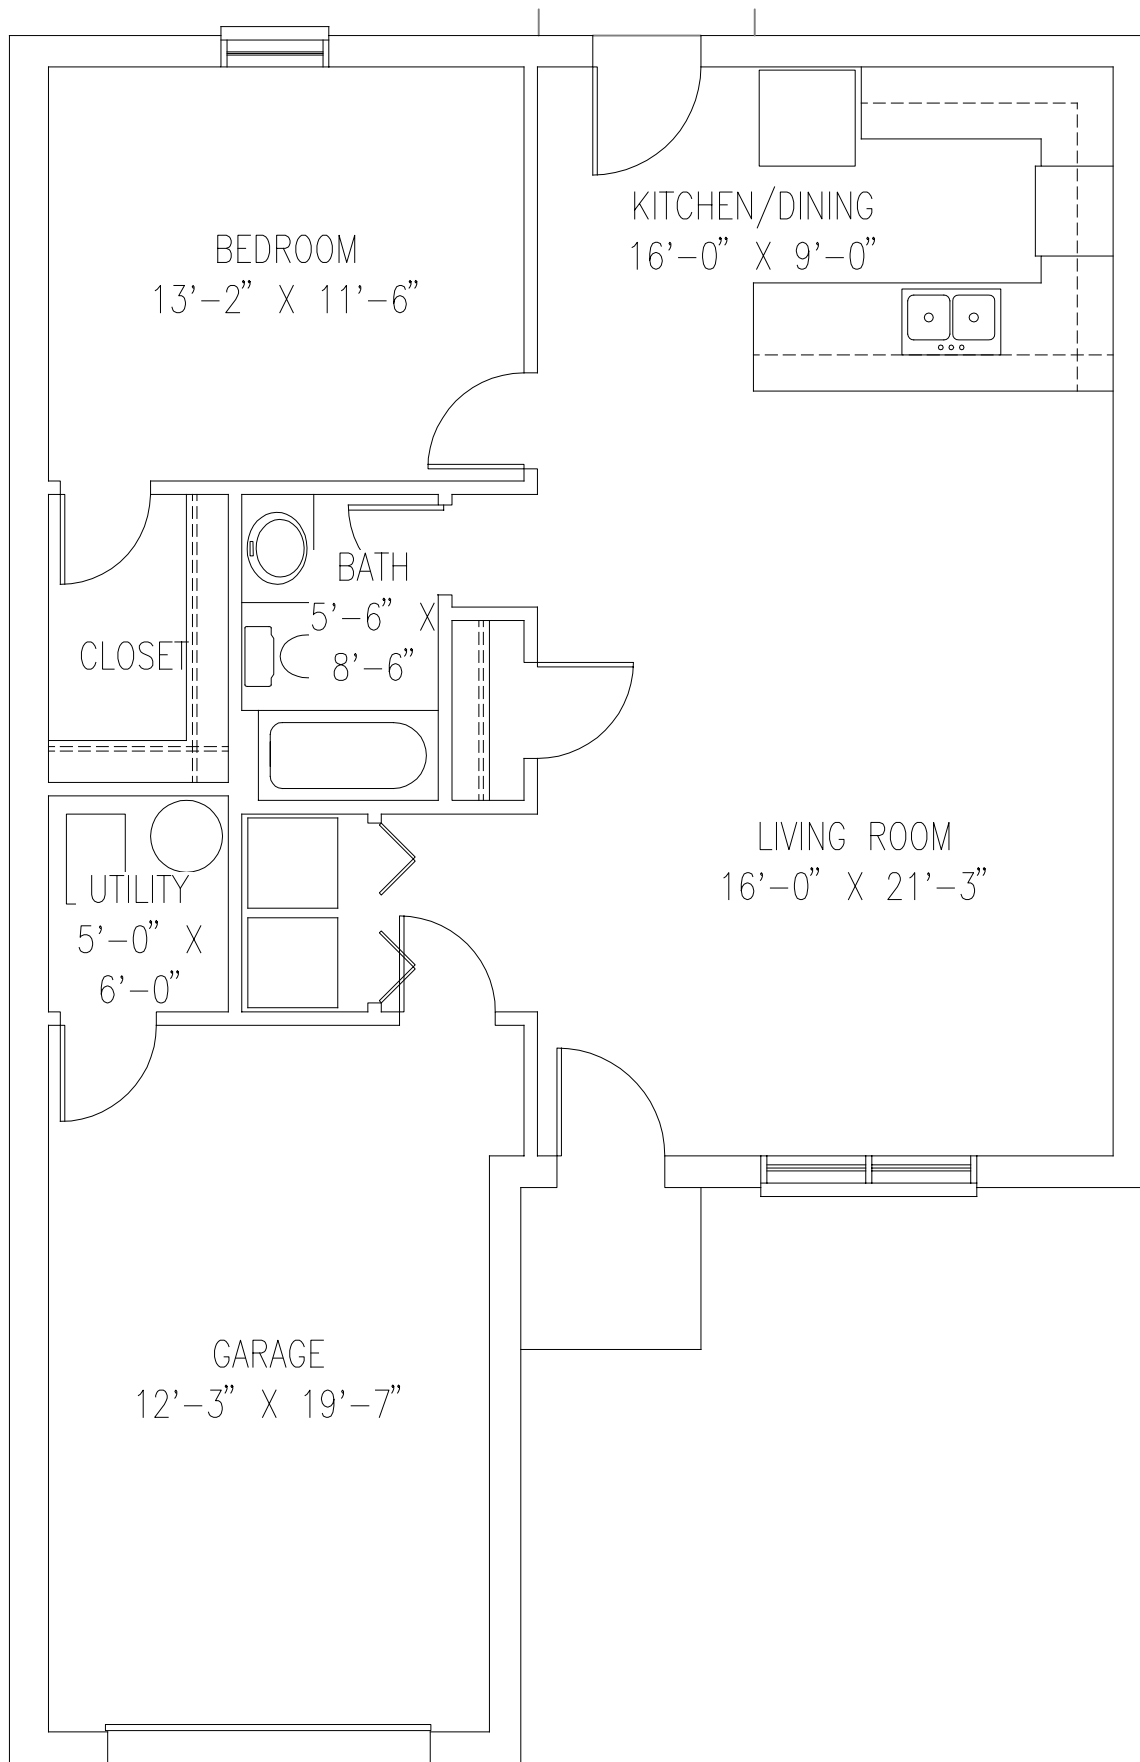 KITCHEN/DINING
16'-0" X 9'-0"
BEDROOM
13'-2" X 11'-6"
BATH
5'-6" X
8'-6"
CLOSET
LIVING ROOM
16'-0" X 21'-3"
UTILITY
5'-0" X
6'-0"
GARAGE
12'-3" X 19'-7"